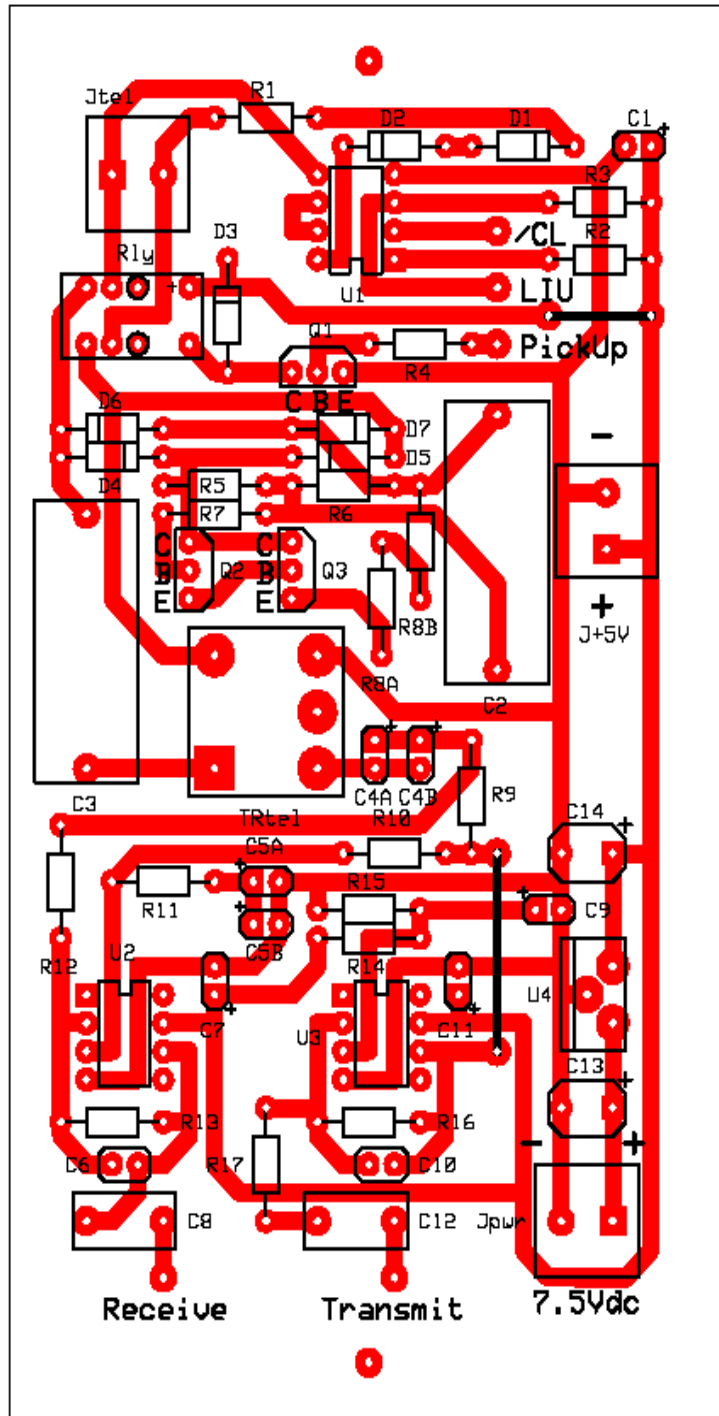 Jtel
R1
D2
D1
C1
+
R3
/CL
R2
D3
Rly
+
U1
LIU
Q1
PickUp
R4
C B E
D6
D7
-
D5
D4
R5
R6
R7
C
C
Q2
Q3
B
B
E
E
R8B
+
J+5V
R8A
C2
+
+
C3
C4A
C4B
R9
TRtel
R10
C14
+
C5A
+
R15
R11
+
C9
+
C5B
U2
R12
R14
U4
C7
+
U3
C11
+
C13
+
R13
R16
-
+
C6
R17
C10
C8
C12
Jpwr
Receive
Transmit
7.5Vdc